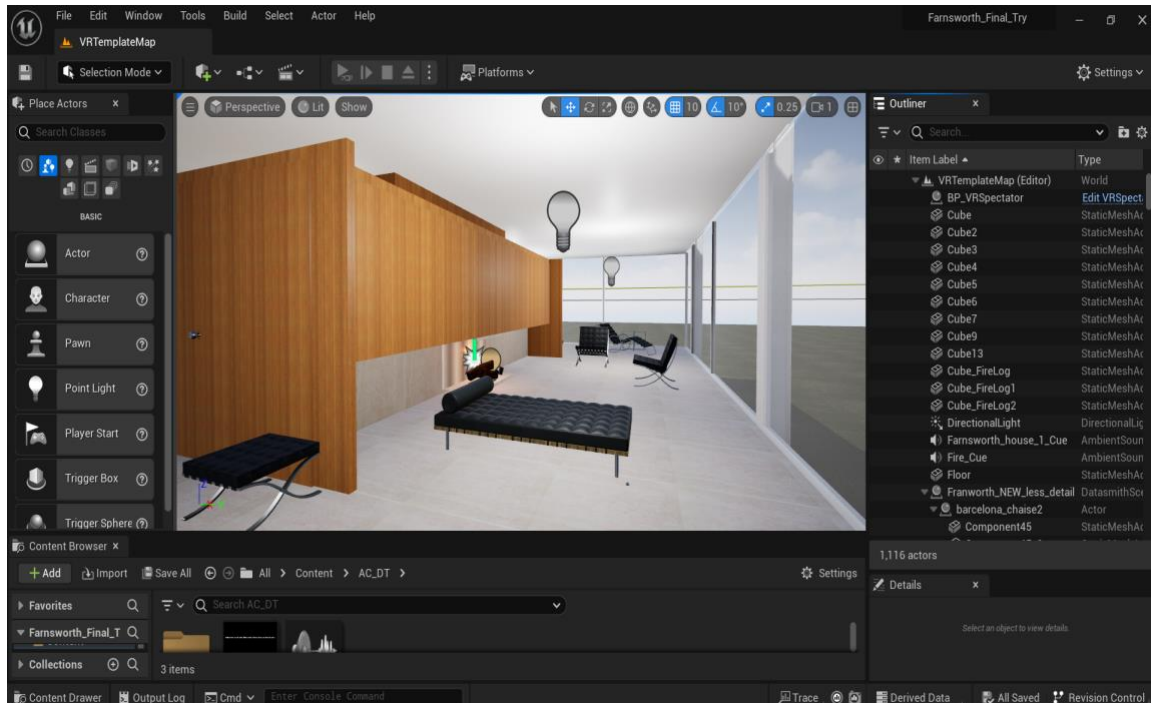 File Edit Window Tools Build Select Actor Help
Farnsworth_Final_Try
VRTemplateMap
Selection Mode
Platforms
Settings
Place Actors
Search Classes
BASIC
Actor
Character
Pawn
Point Light
Player Start
Trigger Box
Trigger Sphere
Perspective Lit Show
10 10° 0.25 1
Outliner
Search...
Item Label Type
VRTemplateMap (Editor) World
BP_VRSpectator Edit VRSpect
Cube StaticMeshAc
Cube2 StaticMeshAc
Cube3 StaticMeshAc
Cube4 StaticMeshAc
Cube5 StaticMeshAc
Cube6 StaticMeshAc
Cube7 StaticMeshAc
Cube9 StaticMeshAc
Cube13 StaticMeshAc
Cube_FireLog StaticMeshAc
Cube_FireLog1 StaticMeshAc
Cube_FireLog2 StaticMeshAc
DirectionalLight DirectionalLig
Farnsworth_house_1_Cue AmbientSoun
Fire_Cue AmbientSoun
Floor StaticMeshAc
Franworth_NEW_less_detail DatasmithSce
barcelona_chaise2 Actor
Component45 StaticMeshAc
1,116 actors
Details
Select an object to view details.
Content Browser
Add Import Save All All > Content > AC_DT >
Settings
Favorites
Search AC_DT
Farnsworth_Final_T
Collections
3 items
Content Drawer Output Log Cmd Enter Console Command
Trace Derived Data All Saved Revision Control